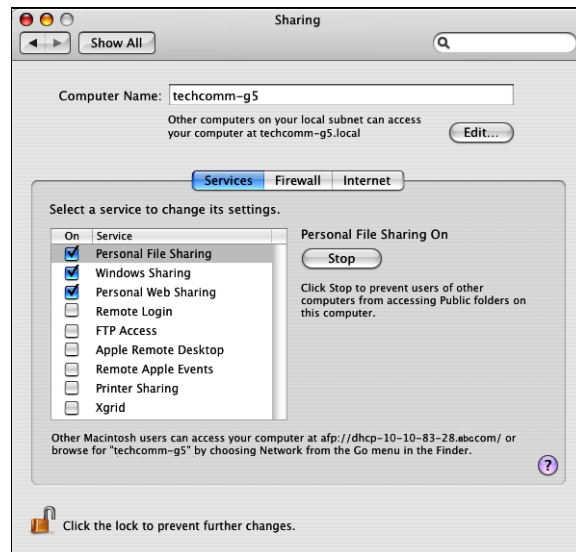 Sharing
Show All
Computer Name: techcomm-g5
Other computers on your local subnet can access
your computer at techcomm-g5.local
Edit...
Services Firewall Internet
Select a service to change its settings.
On Service
Personal File Sharing
Windows Sharing
Personal Web Sharing
Remote Login
FTP Access
Apple Remote Desktop
Remote Apple Events
Printer Sharing
Xgrid
Personal File Sharing On
Stop
Click Stop to prevent users of other
computers from accessing Public folders on
this computer.
Other Macintosh users can access your computer at afp://dhcp-10-10-83-28.abccom/ or
browse for "techcomm-g5" by choosing Network from the Go menu in the Finder.
?
Click the lock to prevent further changes.